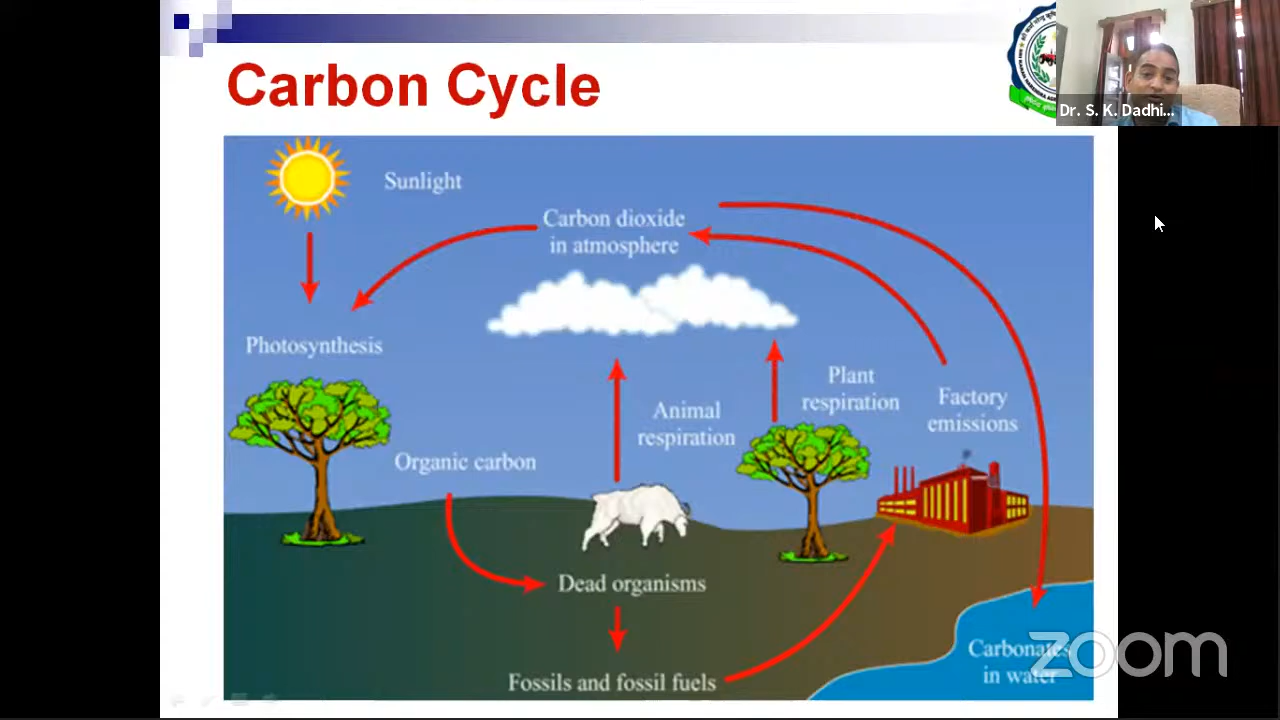 Carbon Cycle
Dr. S. K. Dadhi...
Sunlight
Carbon dioxide
in atmosphere
Photosynthesis
Plant
respiration
Factory
emissions
Animal
respiration
Organic carbon
Dead organisms
Fossils and fossil fuels
Carbonates
in water
zoom